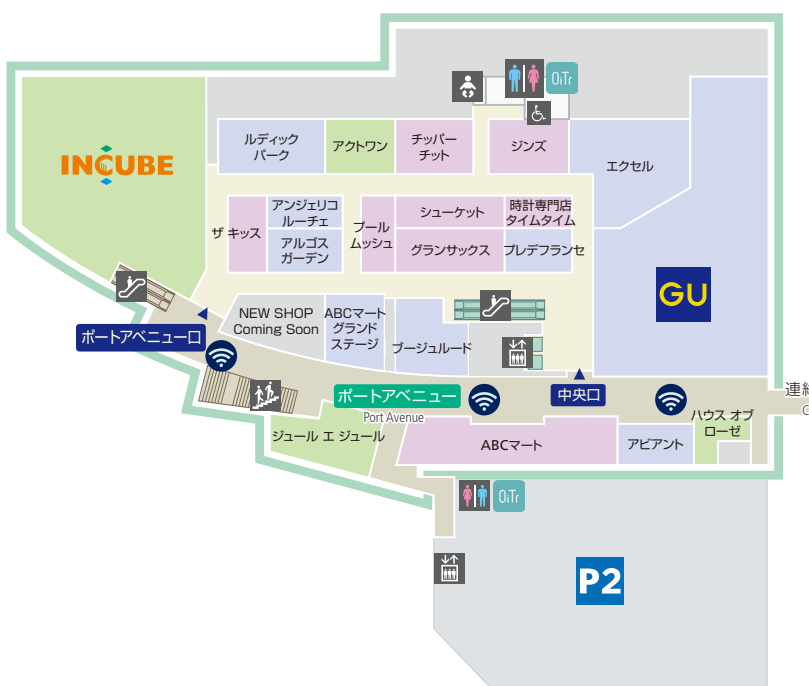 OiTr
ルディック
パーク
アクトワン
チッパー
チット
ジンズ
エクセル
INCUBE
ザ キッス
アンジェリコ
ルーチェ
アルゴス
ガーデン
プール
ムッシュ
シューケット
グランサックス
時計専門店
タイムタイム
プレデフランセ
GU
NEW SHOP
Coming Soon
ABCマート
グランド
ステージ
ブージュルード
ポートアベニュー口
ポートアベニュー
Port Avenue
中央口
連絡
ジュール エ ジュール
ABCマート
アビアント
ハウス オブ
ローゼ
OiTr
P2